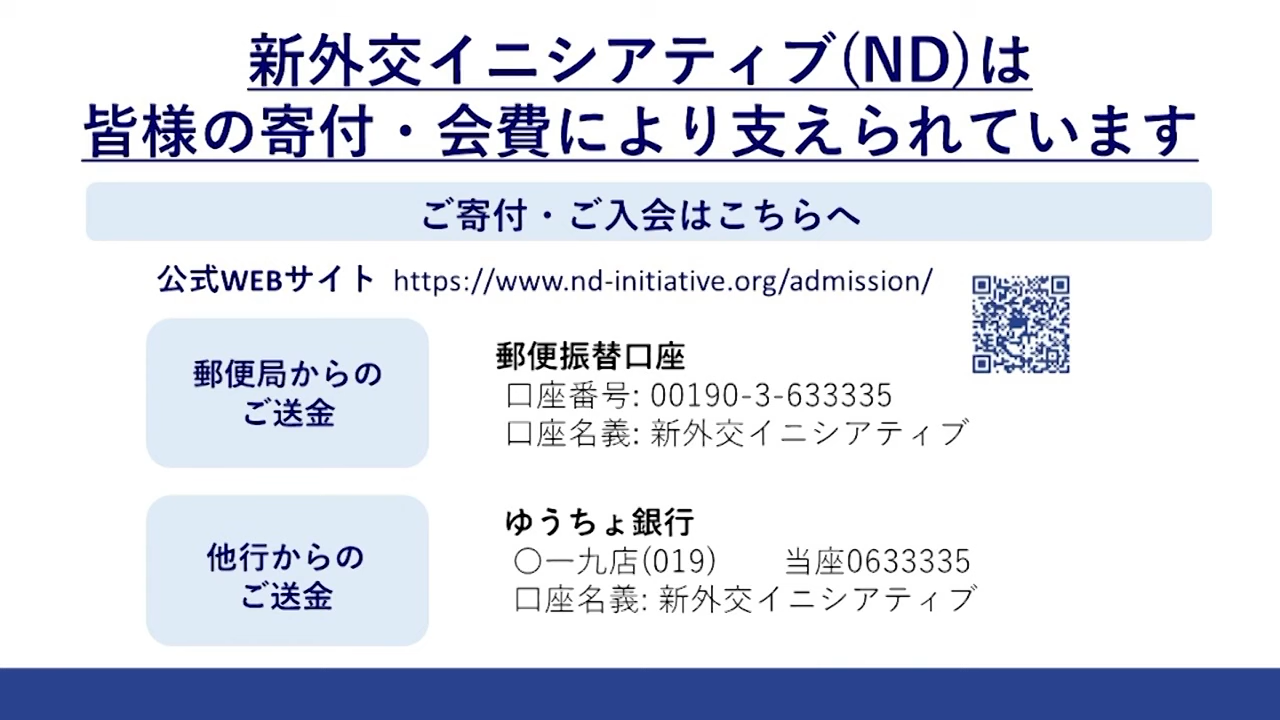 新外交イニシアティブ(ND)は
皆様の寄付・会費により支えられています
ご寄付・ご入会はこちらへ
公式WEBサイト https://www.nd-initiative.org/admission/
郵便局からの
ご送金
郵便振替口座
口座番号: 00190-3-633335
口座名義: 新外交イニシアティブ
他行からの
ご送金
ゆうちょ銀行
〇一九店(019) 当座0633335
口座名義: 新外交イニシアティブ